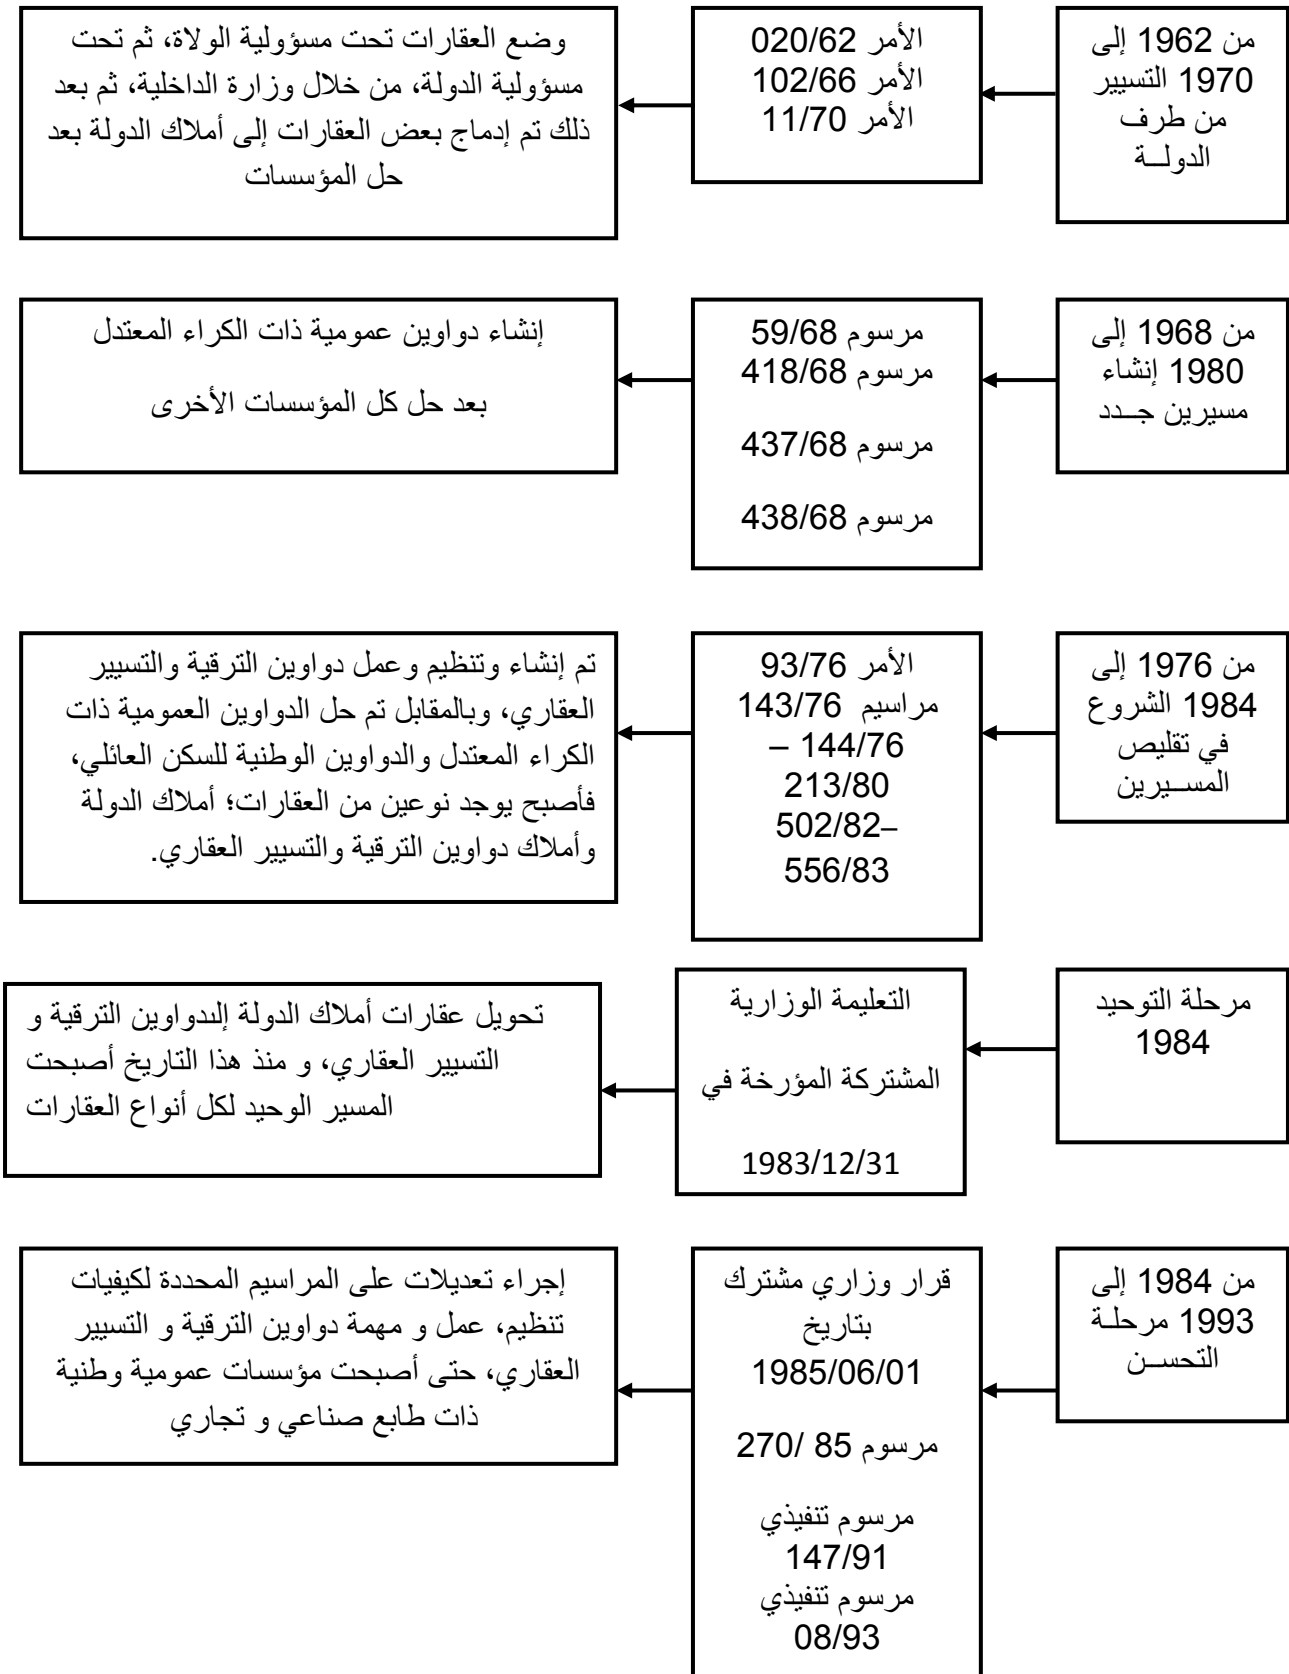 من 1962 إلى
1970 التسيير
من طرف
الدولــة
الأمر 020/62
الأمر 102/66
الأمر 11/70
وضع العقارات تحت مسؤولية الولاة، ثم تحت
مسؤولية الدولة، من خلال وزارة الداخلية، ثم بعد
ذلك تم إدماج بعض العقارات إلى أملاك الدولة بعد
حل المؤسسات
من 1968 إلى
1980 إنشاء
مسيرين جــدد
مرسوم 59/68
مرسوم 418/68
مرسوم 437/68
مرسوم 438/68
إنشاء دواوين عمومية ذات الكراء المعتدل
بعد حل كل المؤسسات الأخرى
من 1976 إلى
1984 الشروع
في تقليص
المســيرين
الأمر 93/76
مراسيم 143/76
– 144/76
213/80
502/82–
556/83
تم إنشاء وتنظيم وعمل دواوين الترقية والتسيير
العقاري، وبالمقابل تم حل الدواوين العمومية ذات
الكراء المعتدل والدواوين الوطنية للسكن العائلي،
فأصبح يوجد نوعين من العقارات؛ أملاك الدولة
وأملاك دواوين الترقية والتسيير العقاري.
مرحلة التوحيد
1984
التعليمة الوزارية
المشتركة المؤرخة في
1983/12/31
تحويل عقارات أملاك الدولة إلىدواوين الترقية و
التسيير العقاري، و منذ هذا التاريخ أصبحت
المسير الوحيد لكل أنواع العقارات
من 1984 إلى
1993 مرحلـة
التحســن
قرار وزاري مشترك
بتاريخ
1985/06/01
مرسوم 85 /270
مرسوم تنفيذي
147/91
مرسوم تنفيذي
08/93
إجراء تعديلات على المراسيم المحددة لكيفيات
تنظيم، عمل و مهمة دواوين الترقية و التسيير
العقاري، حتى أصبحت مؤسسات عمومية وطنية
ذات طابع صناعي و تجاري